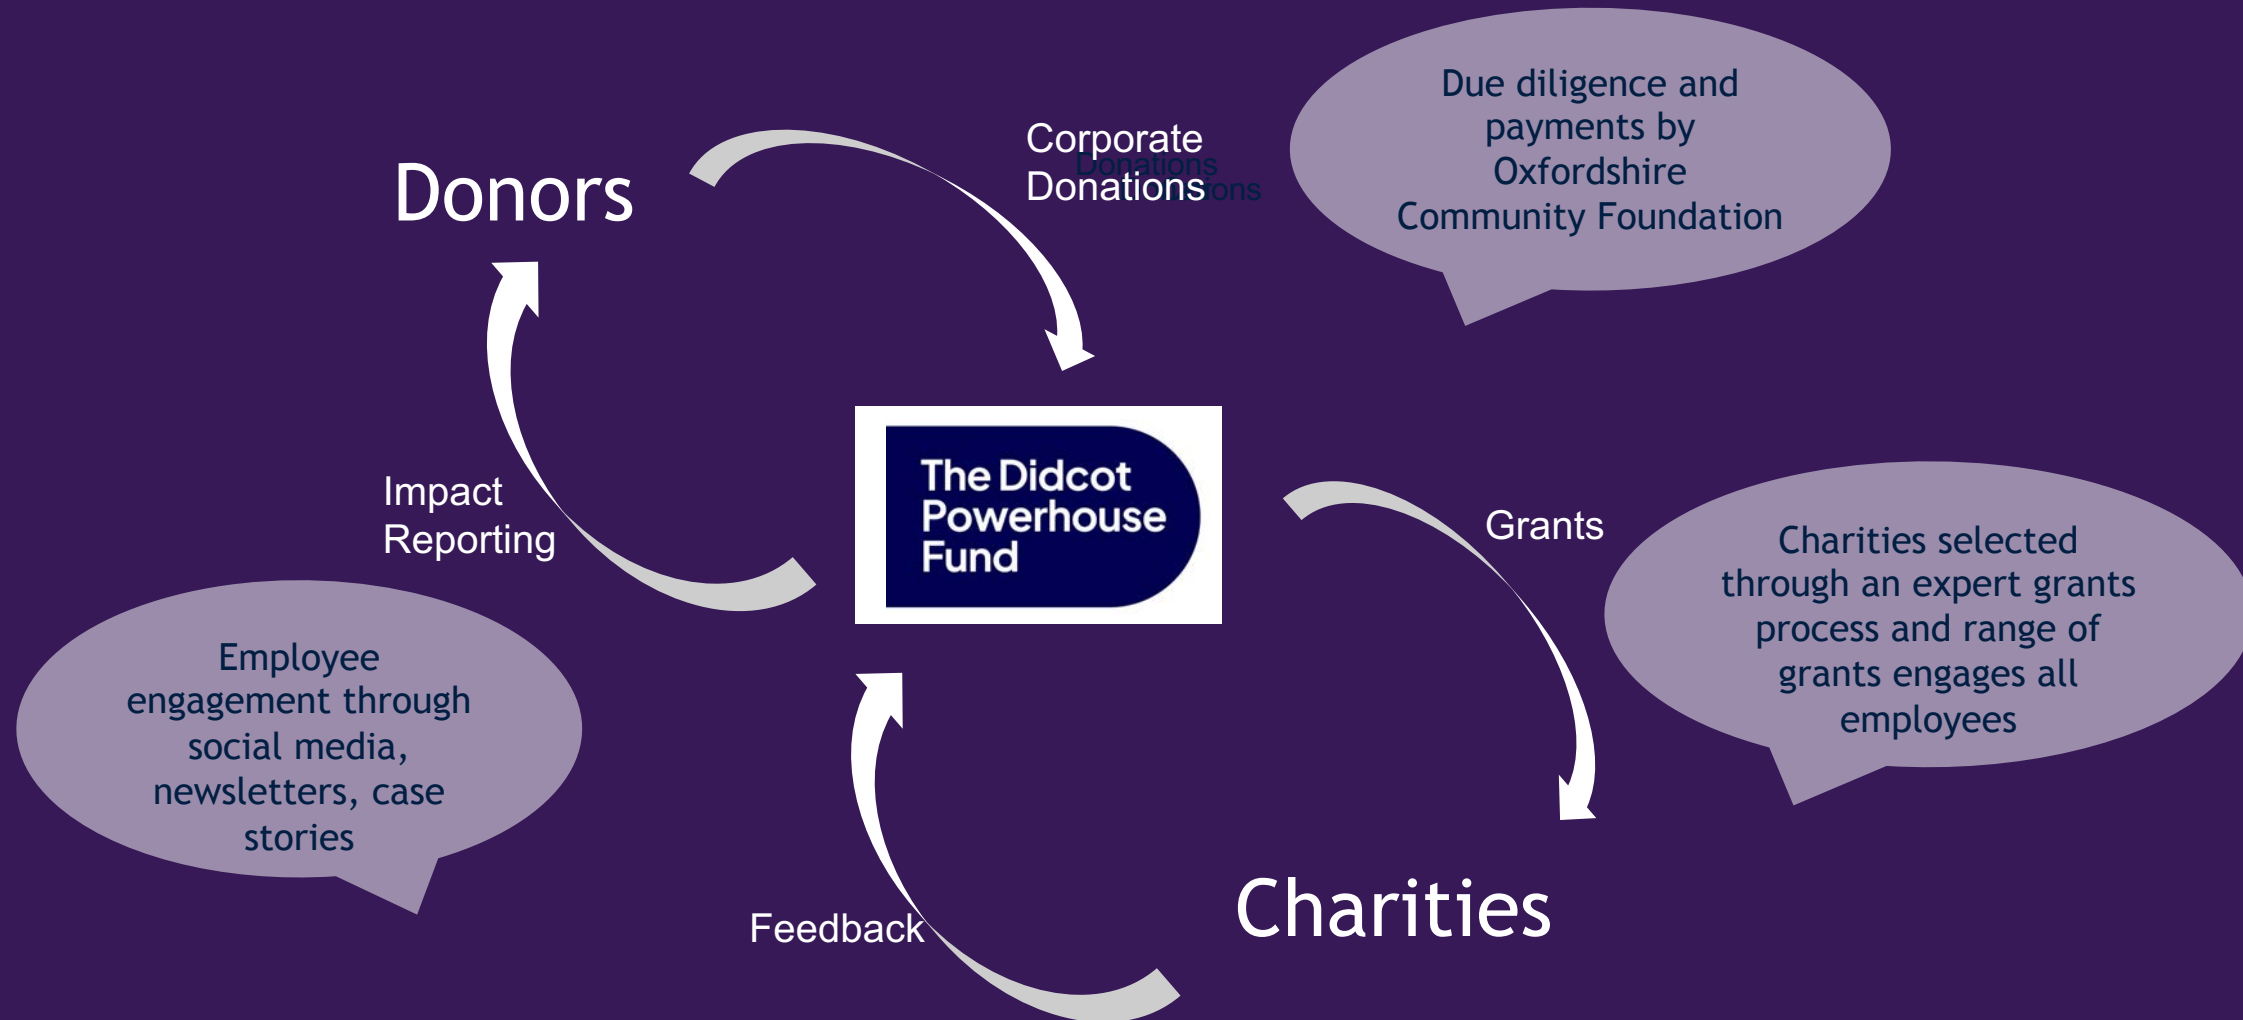 Due diligence and
payments by
Oxfordshire
Community Foundation
Corporate
Donations
Donations
Donors
The Didcot
Powerhouse
Fund
Impact
Reporting
Grants
Charities selected
through an expert grants
process and range of
grants engages all
employees
Employee
engagement through
social media,
newsletters, case
stories
Feedback
Charities